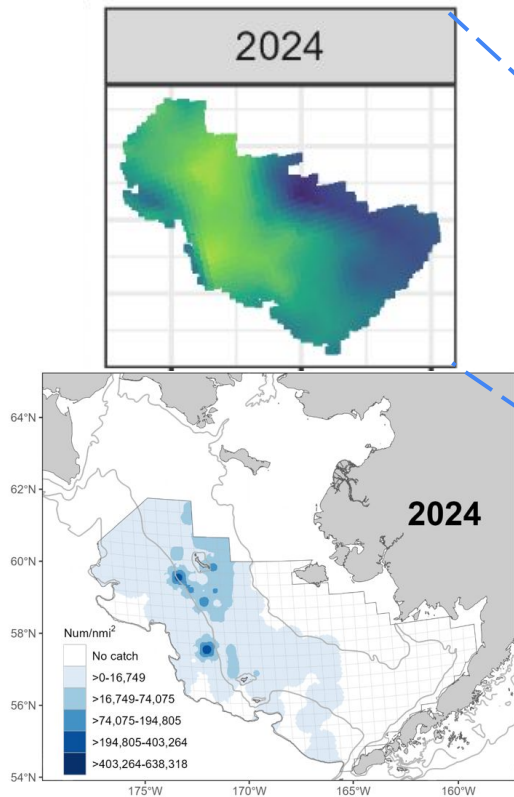 2024
64°N
62°N
60°N
58°N
56°N
54°N
2024
Num/nmi²
No catch
>0-16,749
>16,749-74,075
>74,075-194,805
>194,805-403,264
>403,264-638,318
175°W
170°W
165°W
160°W